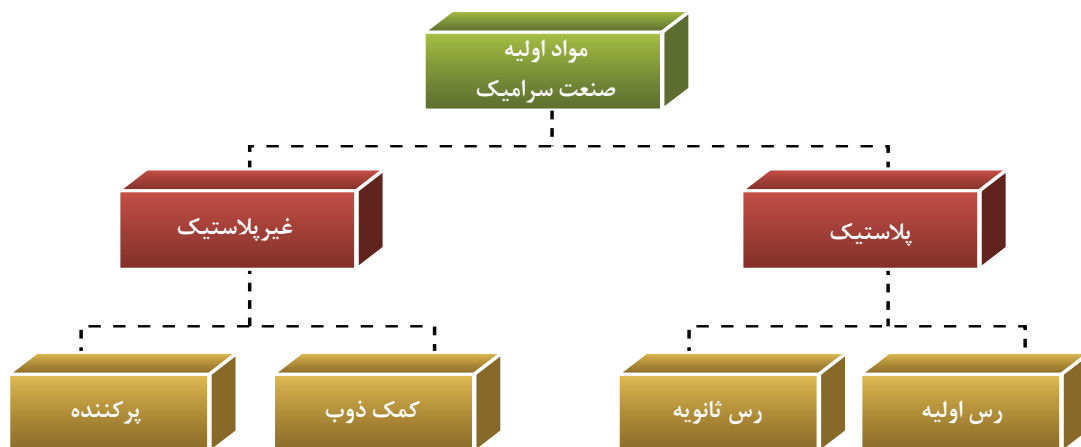 مواد اولیه
صنعت سرامیک
پلاستیک
غیرپلاستیک
رس اولیه
رس ثانویه
کمک ذوب
پرکننده